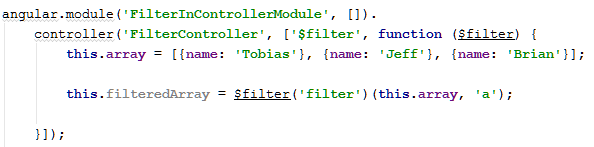 angular.module('FilterInControllerModule', []).
controller('FilterController', ['$filter', function ($filter) {
this.array = [{name: 'Tobias'}, {name: 'Jeff'}, {name: 'Brian'}];
this.filteredArray = $filter('filter')(this.array, 'a');
}]);